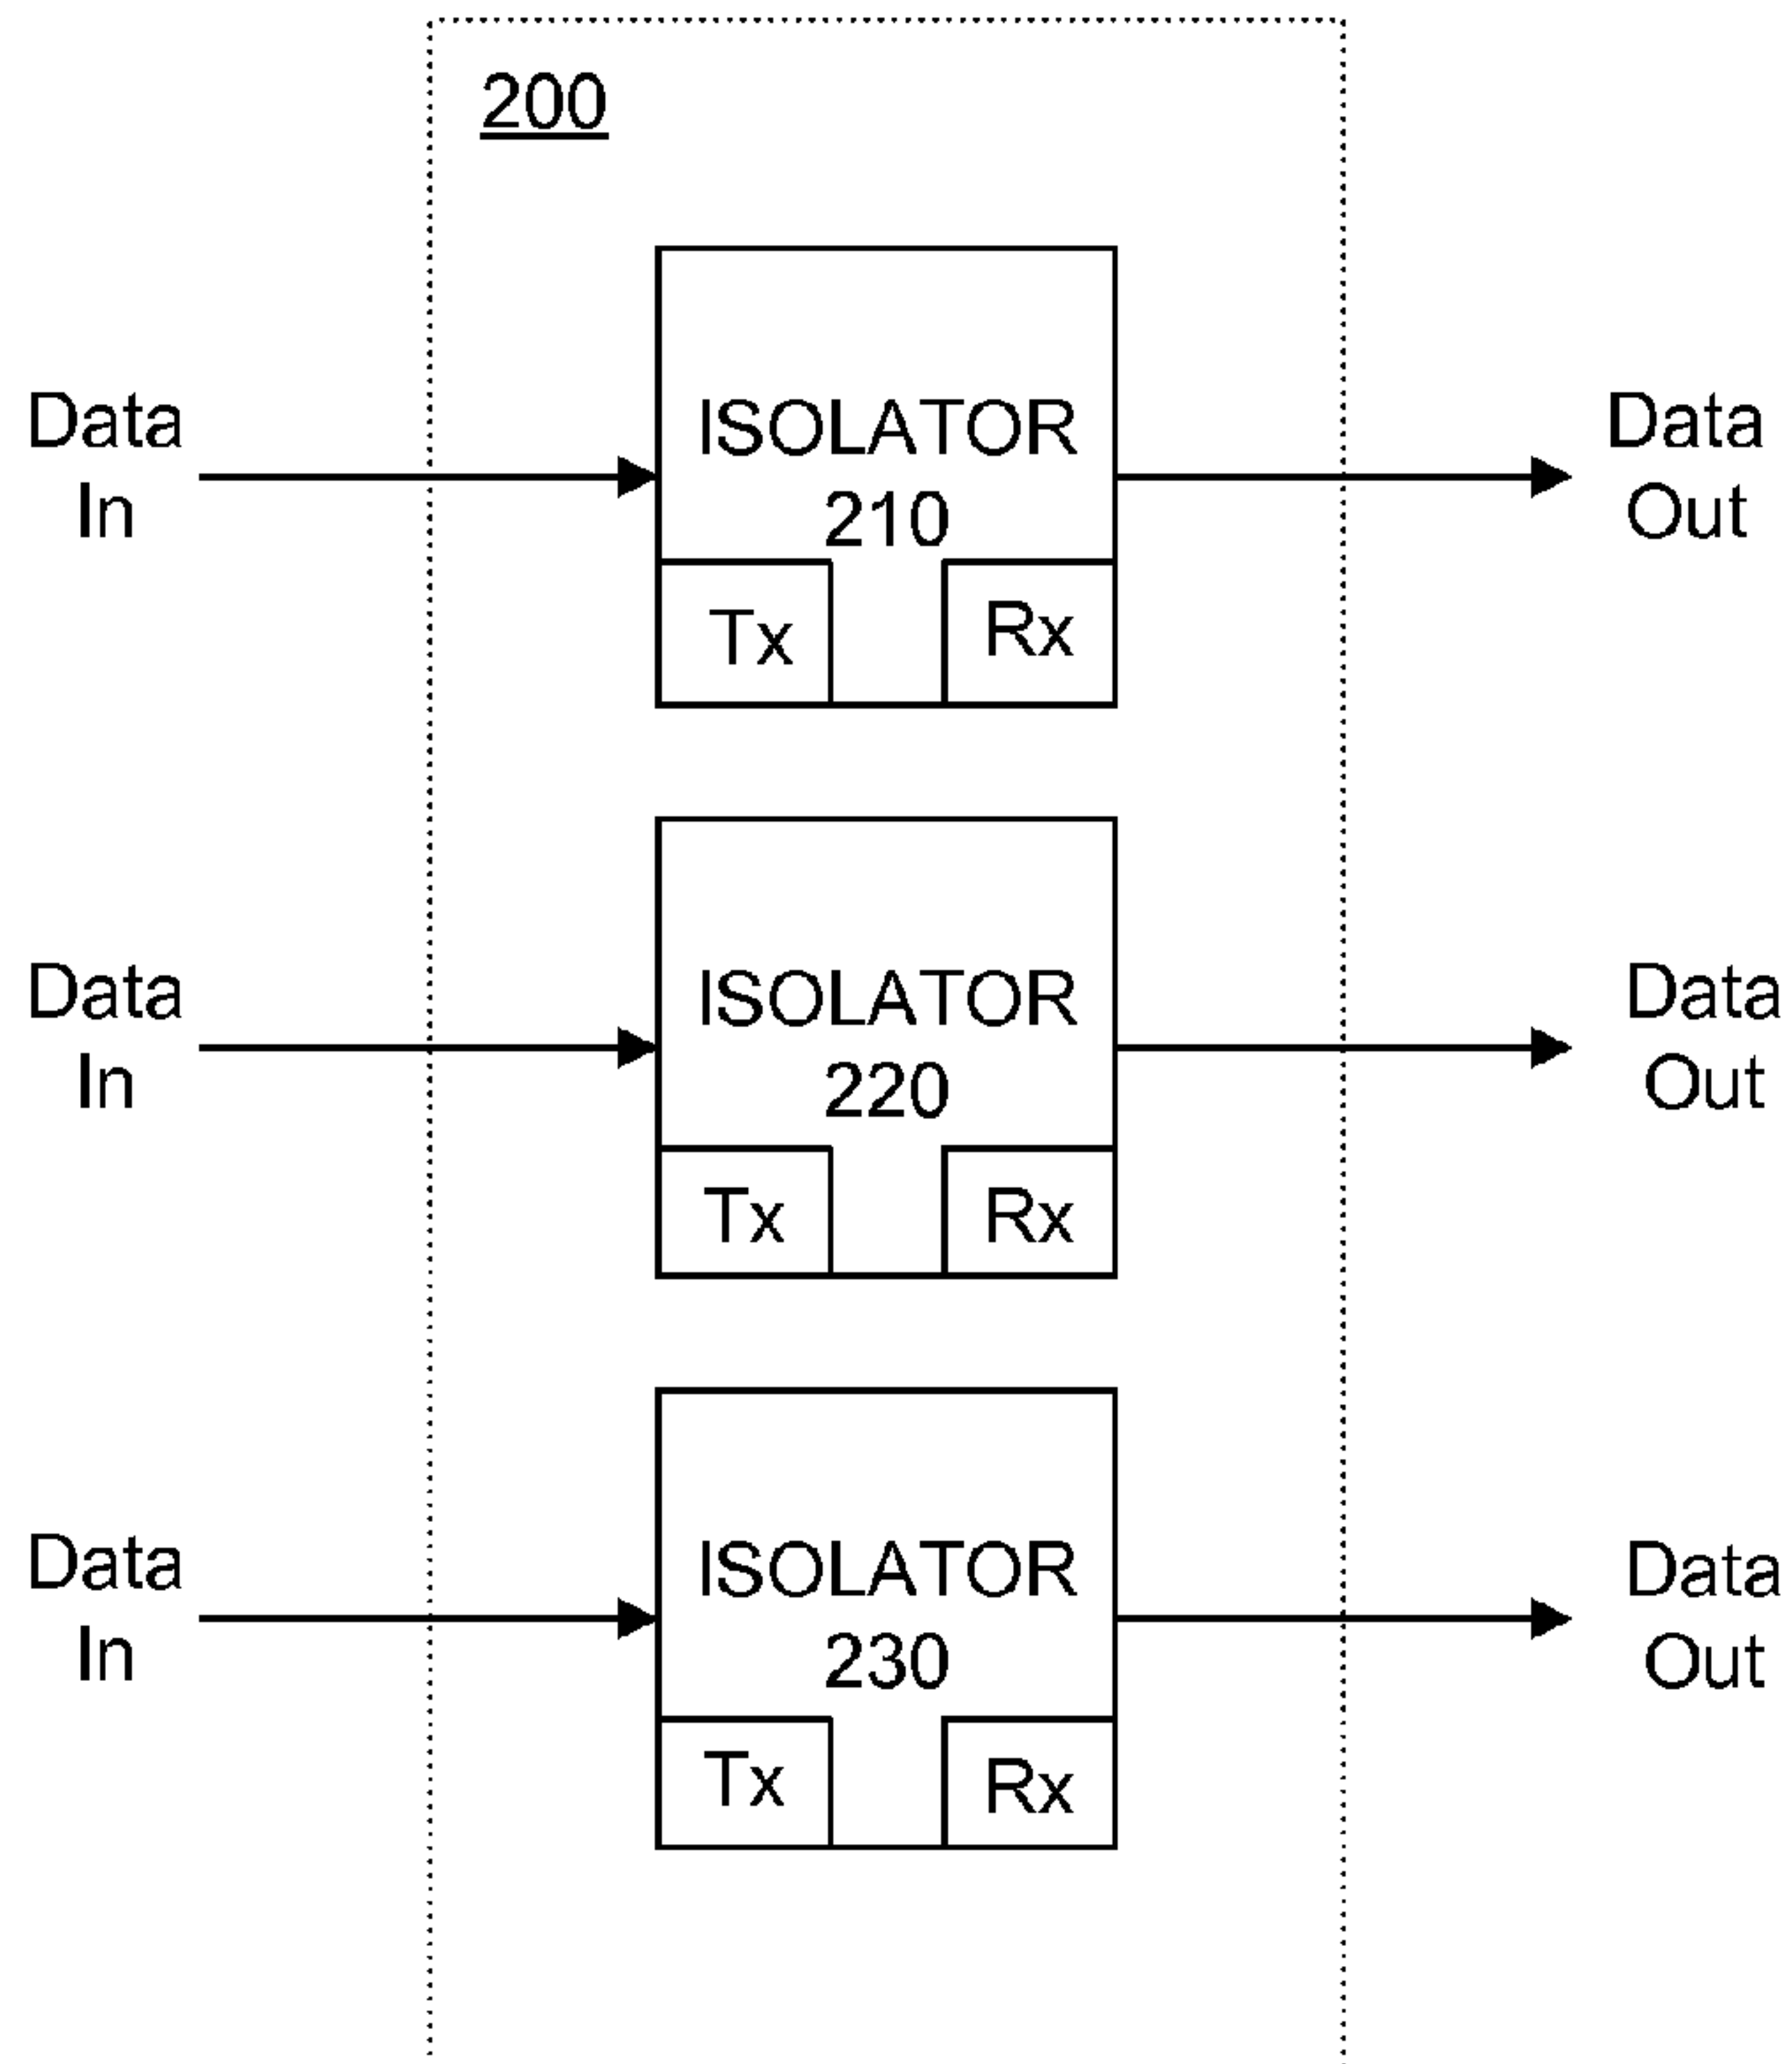 200
Data
In
ISOLATOR
210
Tx
Rx
Data
Out
Data
In
ISOLATOR
220
Tx
Rx
Data
Out
Data
In
ISOLATOR
230
Tx
Rx
Data
Out